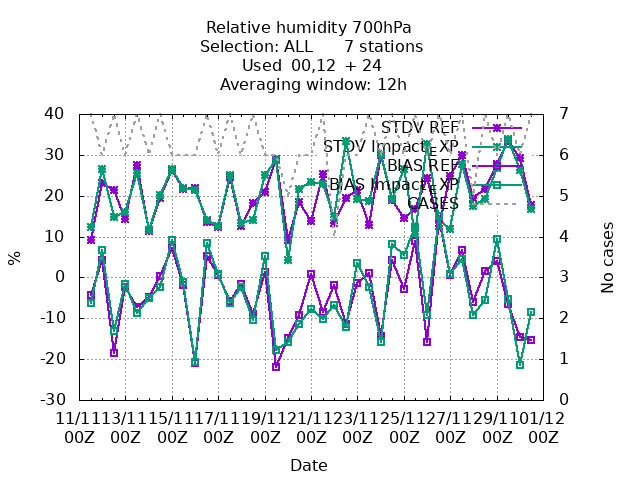 Relative humidity 700hPa
Selection: ALL 7 stations
Used 00,12 + 24
Averaging window: 12h
40 7
STDV REF
STDV Impact_XP
30 6
BIAS REF
BIAS Impact_XP
20 5
CASES
10 4
0 3
-10 2
-20 1
-30 0
%
No cases
11/11 13/11 15/11 17/11 19/11 21/11 23/11 25/11 27/11 29/11 01/12
00Z 00Z 00Z 00Z 00Z 00Z 00Z 00Z 00Z 00Z 00Z
Date